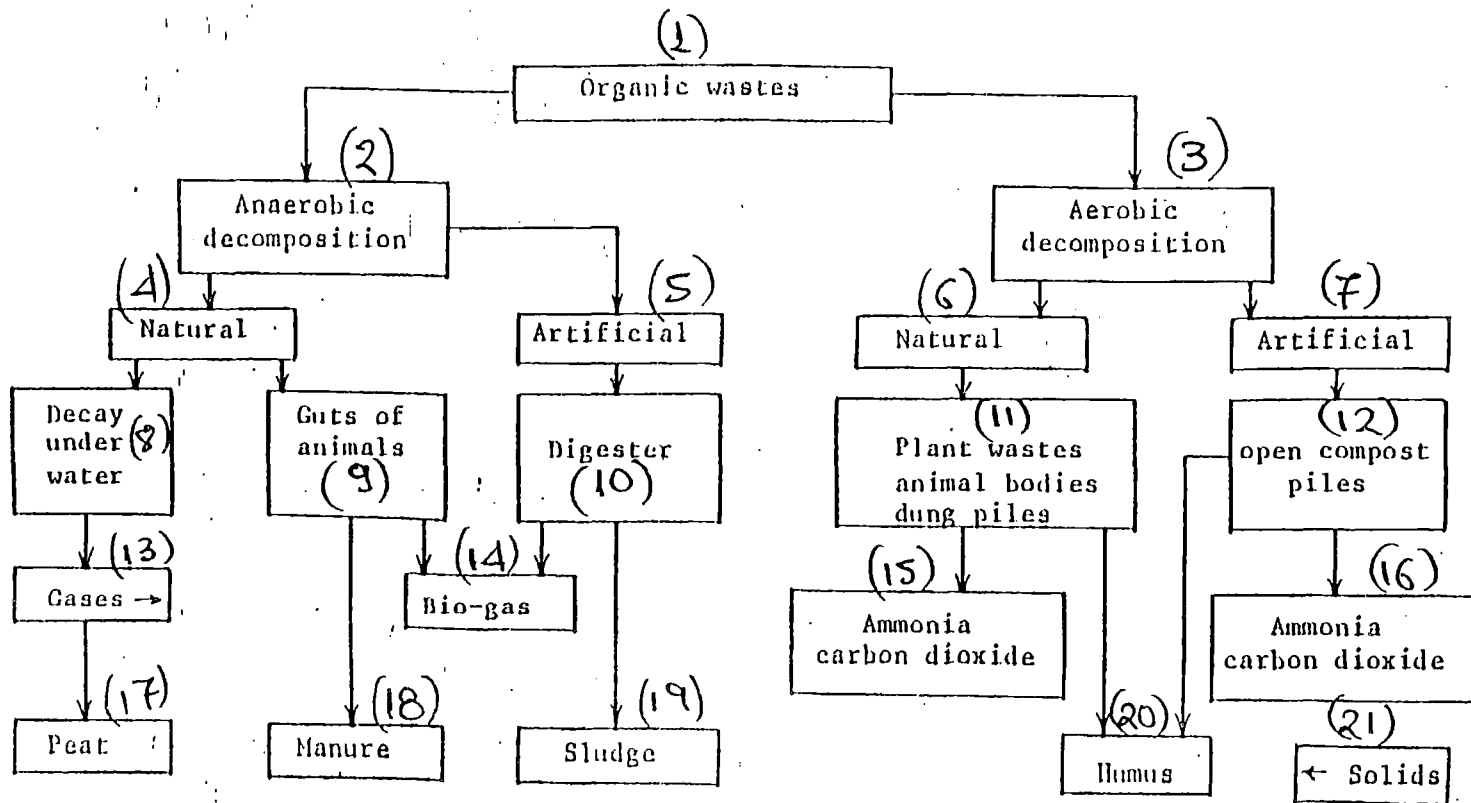 (1)
Organic wastes
(2)
(3)
Anaerobic
decomposition
Aerobic
decomposition
(4)
(5)
(6)
(7)
Natural
Artificial
Natural
Artificial
Decay
under (8)
water
Guts of
animals
(9)
Digester
(10)
(11)
Plant wastes
animal bodies
dung piles
(12)
open compost
piles
(13)
(14)
(15)
(16)
Gases →
Bio-gas
Ammonia
carbon dioxide
Ammonia
carbon dioxide
(17)
(18)
(19)
(20)
(21)
Peat
Manure
Sludge
Humus
← Solids